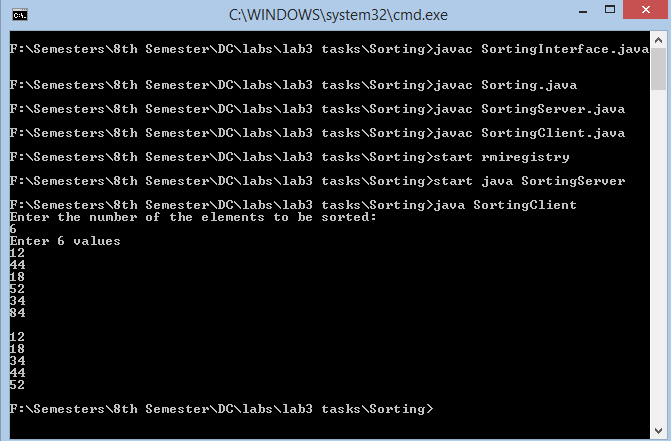 C:\WINDOWS\system32\cmd.exe
F:\Semesters\8th Semester\DC\labs\lab3 tasks\Sorting>javac SortingInterface.java
F:\Semesters\8th Semester\DC\labs\lab3 tasks\Sorting>javac Sorting.java
F:\Semesters\8th Semester\DC\labs\lab3 tasks\Sorting>javac SortingServer.java
F:\Semesters\8th Semester\DC\labs\lab3 tasks\Sorting>javac SortingClient.java
F:\Semesters\8th Semester\DC\labs\lab3 tasks\Sorting>start rmiregistry
F:\Semesters\8th Semester\DC\labs\lab3 tasks\Sorting>start java SortingServer
F:\Semesters\8th Semester\DC\labs\lab3 tasks\Sorting>java SortingClient
Enter the number of the elements to be sorted:
6
Enter 6 values
12
44
18
52
34
84
12
18
34
44
52
F:\Semesters\8th Semester\DC\labs\lab3 tasks\Sorting>